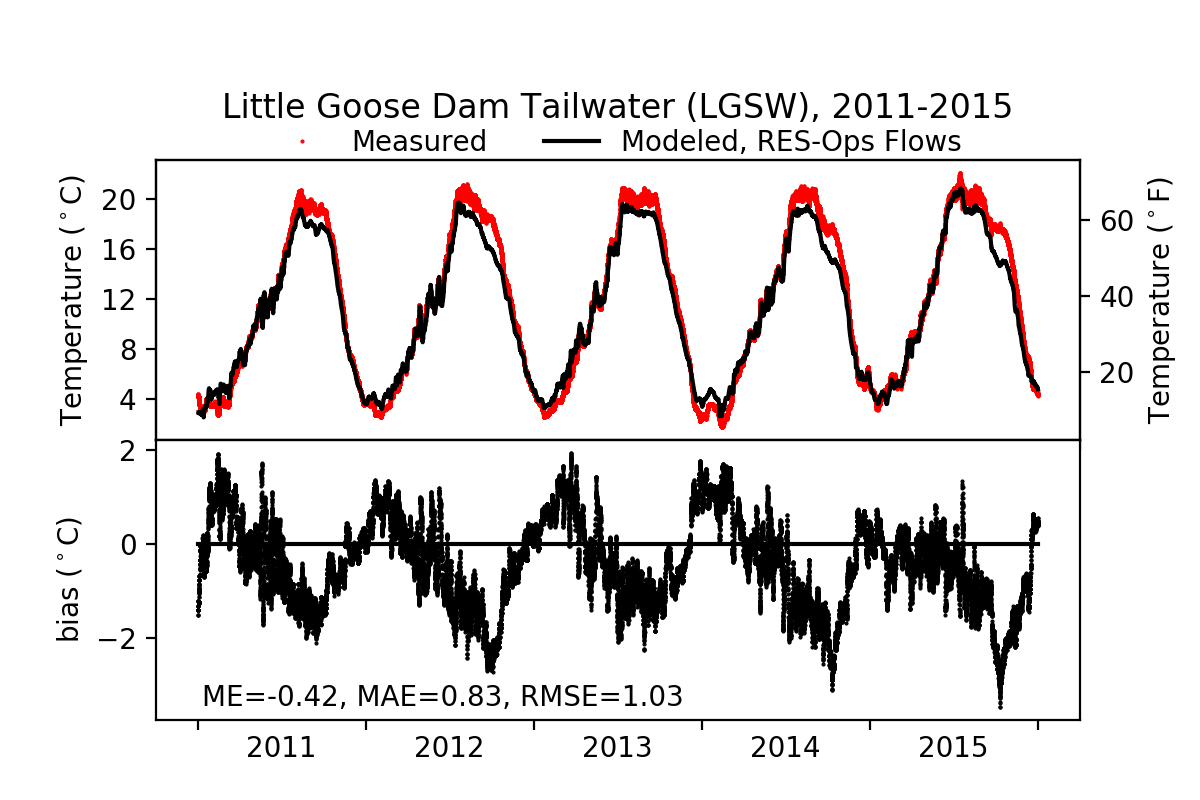 Little Goose Dam Tailwater (LGSW), 2011-2015
Measured
Modeled, RES-Ops Flows
Temperature (°C)
20
16
12
8
4
60
40
20
Temperature (°F)
bias (°C)
2
0
−2
ME=-0.42, MAE=0.83, RMSE=1.03
2011 2012 2013 2014 2015